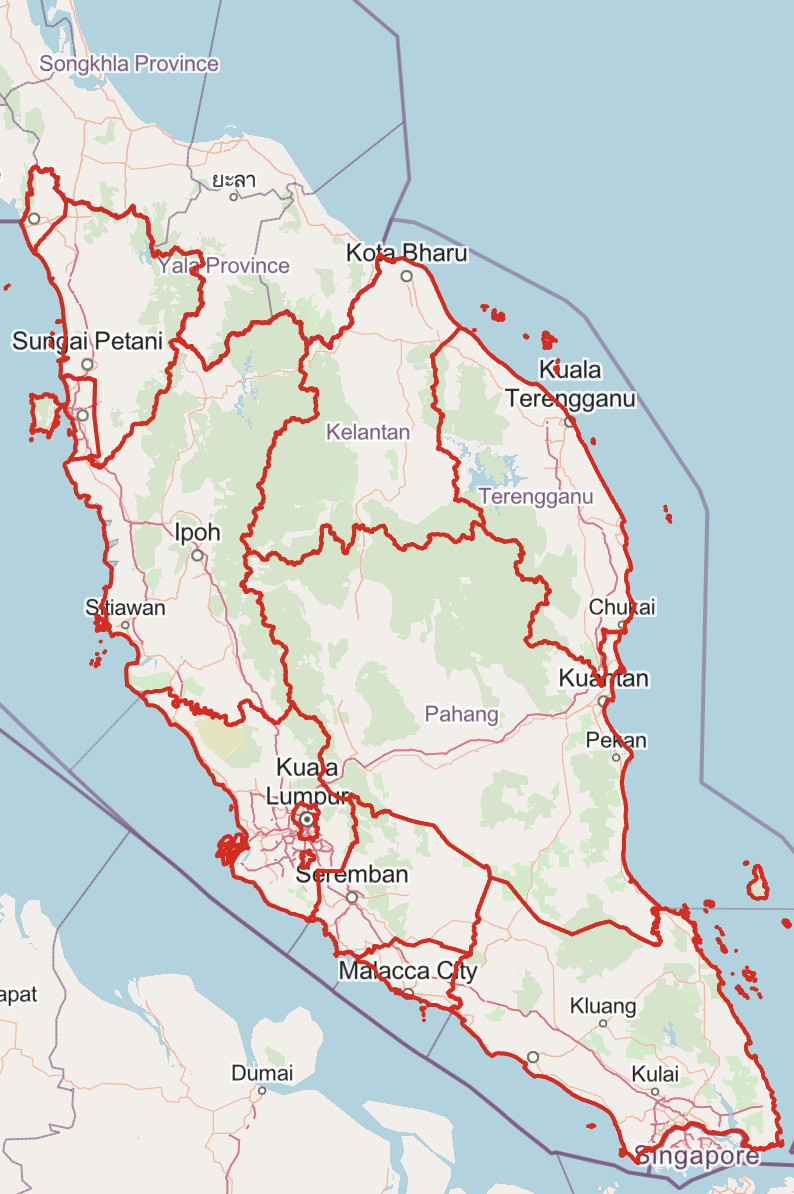 Songkhla Province
ยะลา
Kota Bharu
Yala Province
Sungai Petani
Kuala
Terengganu
Kelantan
Terengganu
Ipoh
Sitiawan
Chukai
Kuantan
Pahang
Pekan
Kuala
Lumpur
Seremban
Malacca City
apat
Kluang
Dumai
Kulai
Singapore